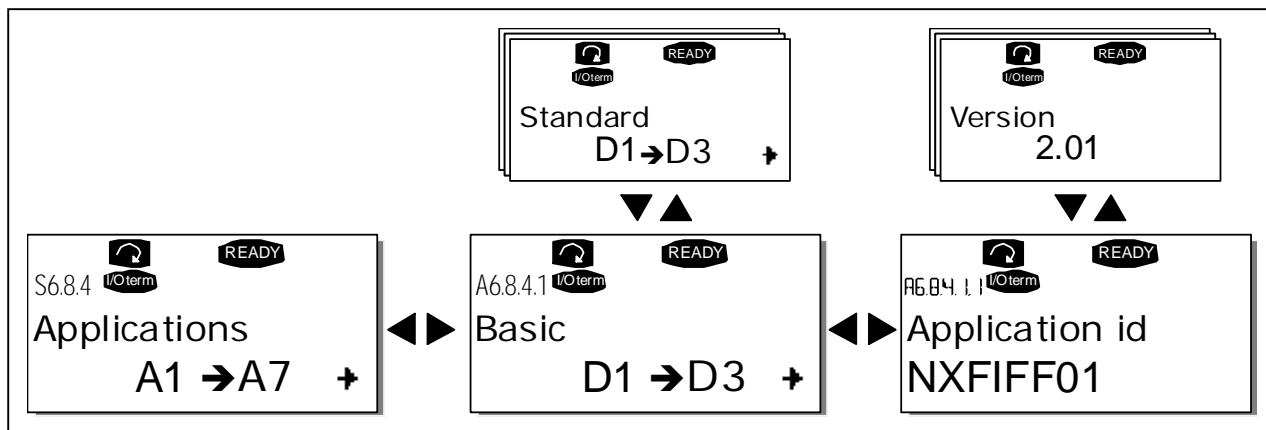 READY
I/Oterm
Standard
D1➔D3
READY
I/Oterm
Version
2.01
READY
S6.8.4 I/Oterm
Applications
A1 ➔A7
READY
A6.8.4.1 I/Oterm
Basic
D1 ➔D3
READY
A6.8.4.1.1 I/Oterm
Application id
NXFIFF01